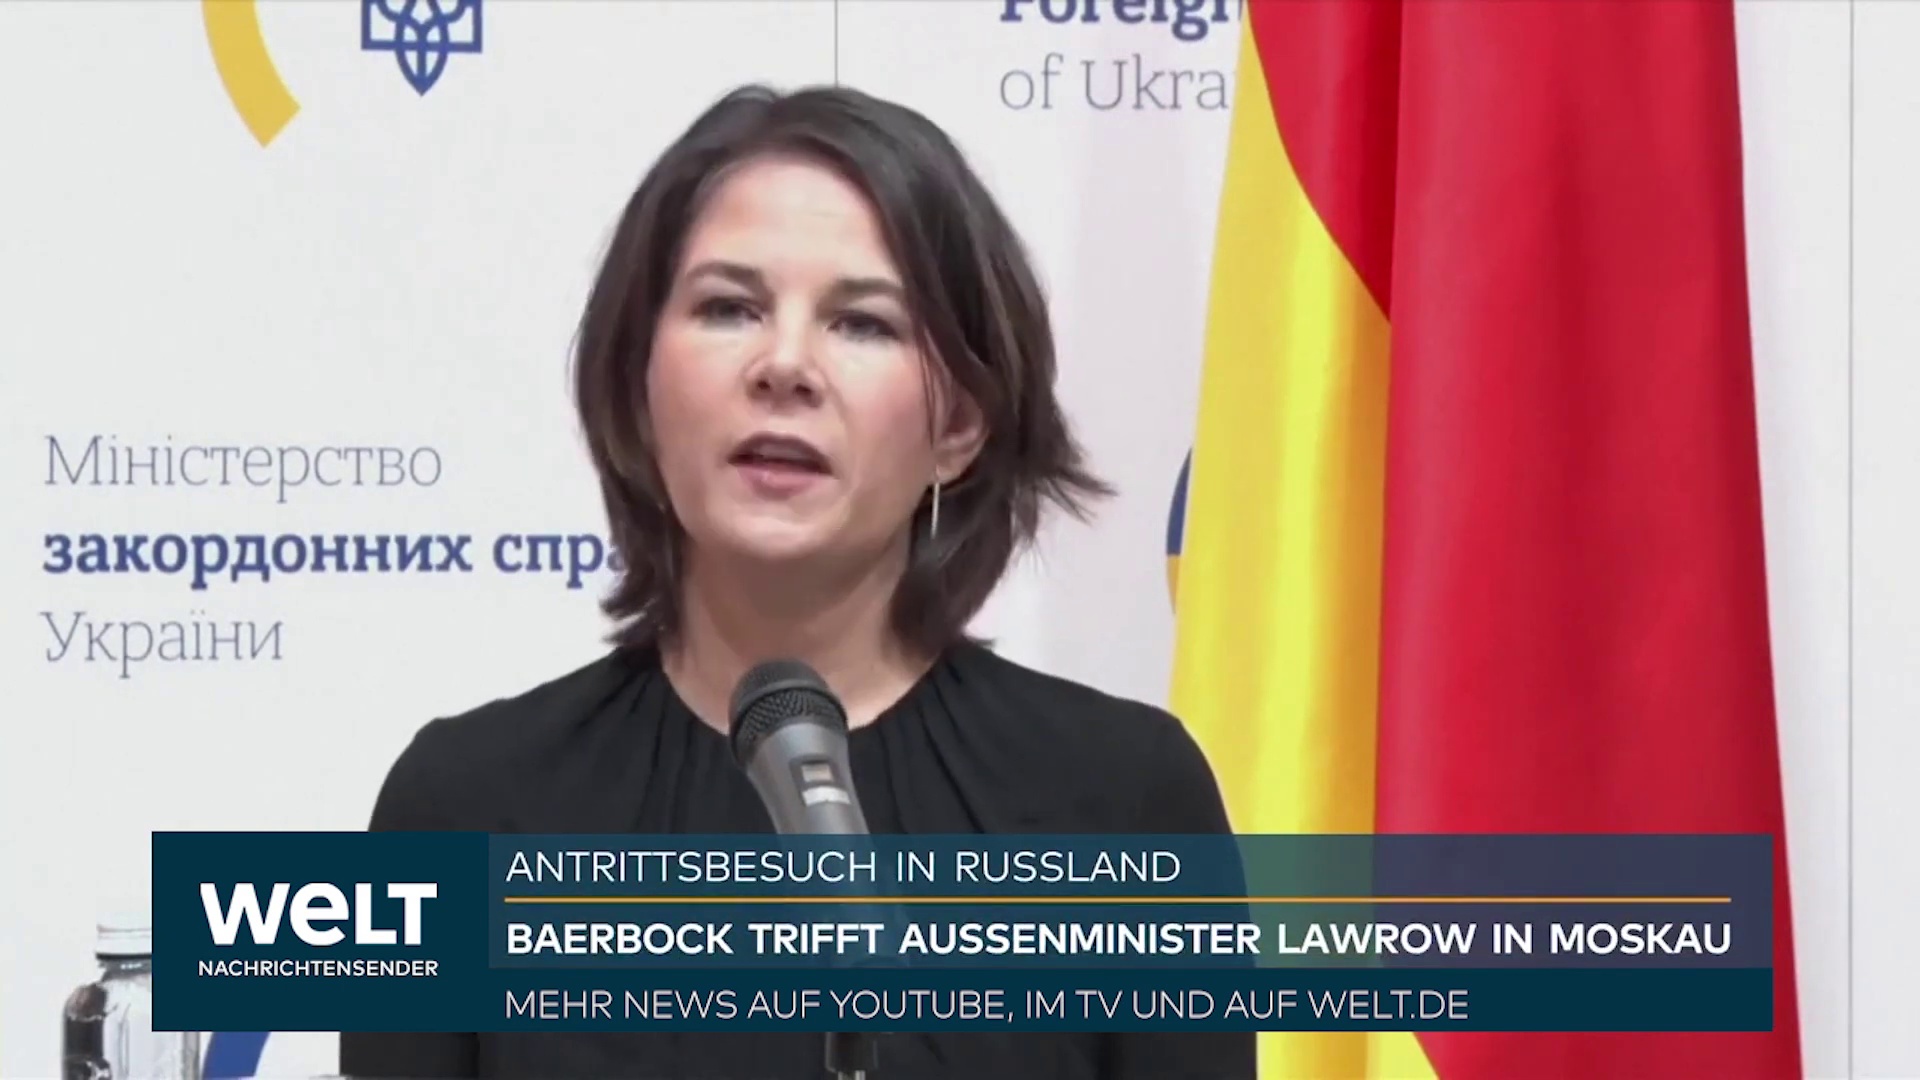 of Ukra
Міністерство
закордонних спра
України
WELT
NACHRICHTENSENDER
ANTRITTSBESUCH IN RUSSLAND
BAERBOCK TRIFFT AUSSENMINISTER LAWROW IN MOSKAU
MEHR NEWS AUF YOUTUBE, IM TV UND AUF WELT.DE